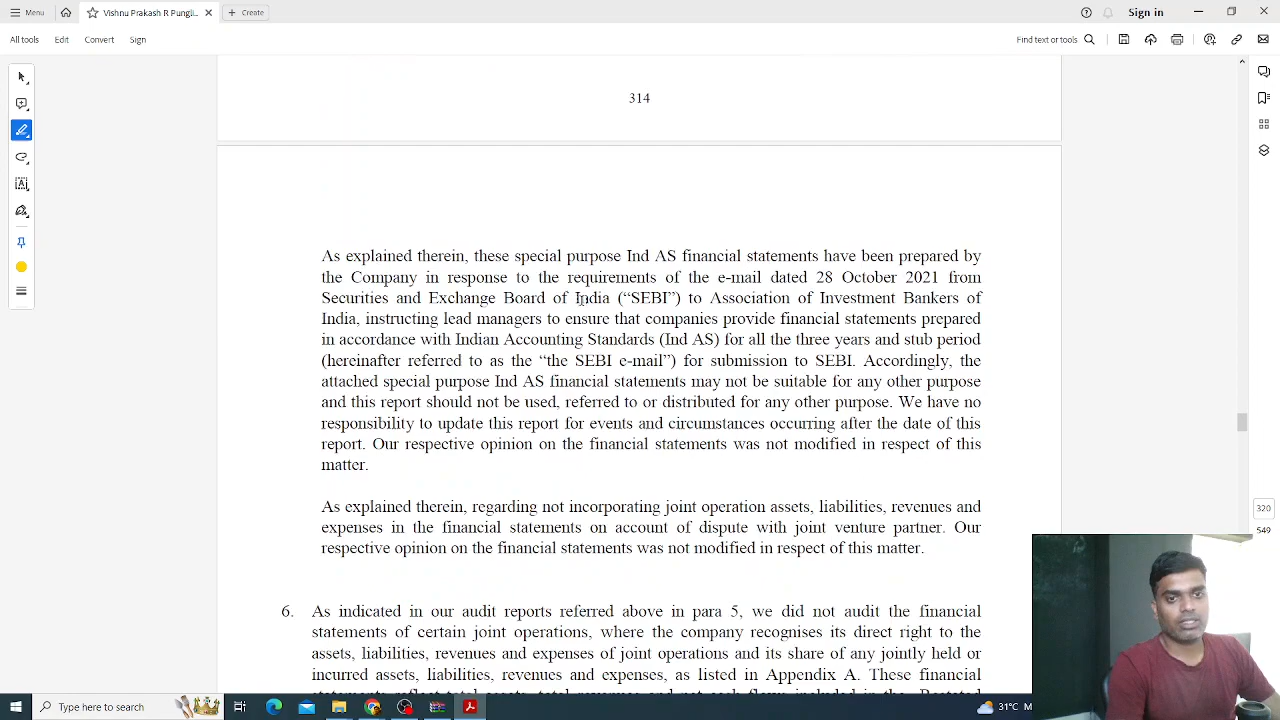 Menu
Vishnu Prakash R Pungli...
Create
Sign in
All tools
Edit
Convert
Sign
Find text or tools
314
As explained therein, these special purpose Ind AS financial statements have been prepared by
the Company in response to the requirements of the e-mail dated 28 October 2021 from
Securities and Exchange Board of India (“SEBI”) to Association of Investment Bankers of
India, instructing lead managers to ensure that companies provide financial statements prepared
in accordance with Indian Accounting Standards (Ind AS) for all the three years and stub period
(hereinafter referred to as the “the SEBI e-mail”) for submission to SEBI. Accordingly, the
attached special purpose Ind AS financial statements may not be suitable for any other purpose
and this report should not be used, referred to or distributed for any other purpose. We have no
responsibility to update this report for events and circumstances occurring after the date of this
report. Our respective opinion on the financial statements was not modified in respect of this
matter.
As explained therein, regarding not incorporating joint operation assets, liabilities, revenues and
expenses in the financial statements on account of dispute with joint venture partner. Our
respective opinion on the financial statements was not modified in respect of this matter.
320
549
6. As indicated in our audit reports referred above in para 5, we did not audit the financial
statements of certain joint operations, where the company recognises its direct right to the
assets, liabilities, revenues and expenses of joint operations and its share of any jointly held or
incurred assets, liabilities, revenues and expenses, as listed in Appendix A. These financial
Type here to search
31°C M